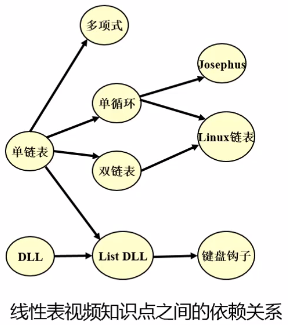 多项式
Josephus
单循环
Linux链表
单链表
双链表
DLL
List DLL
键盘钩子
线性表视频知识点之间的依赖关系